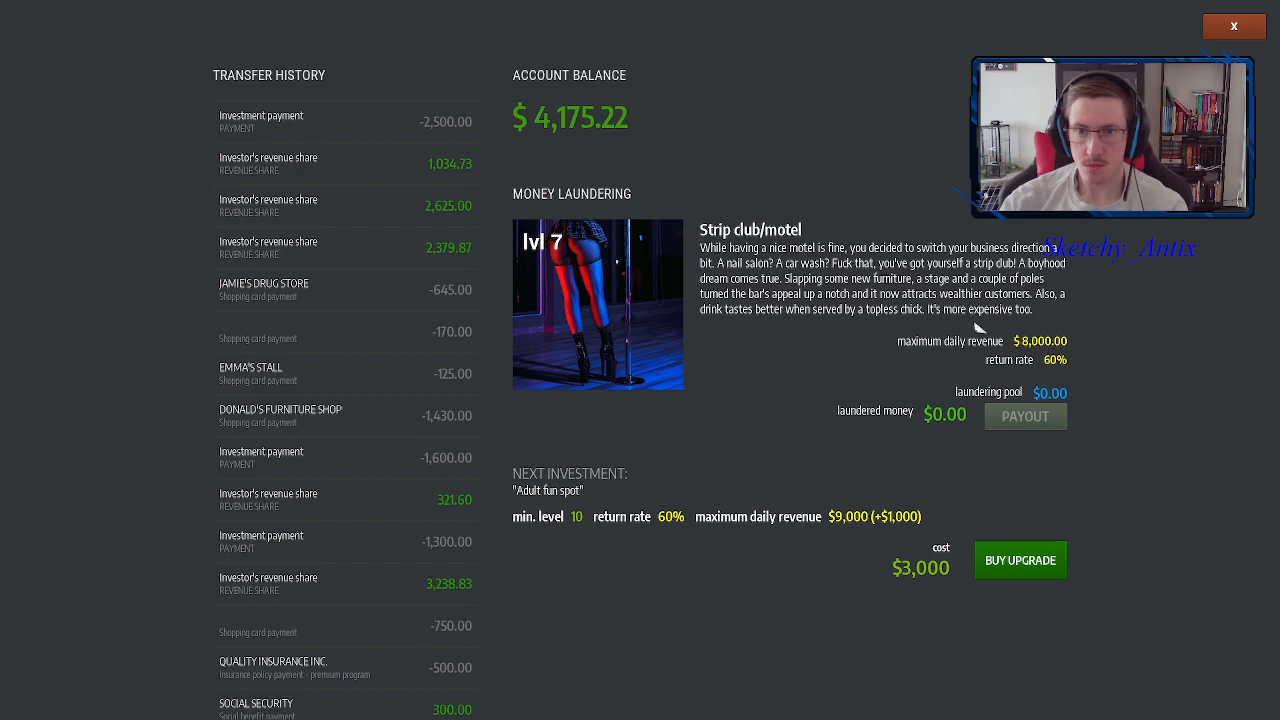 X
TRANSFER HISTORY
Investment payment
PAYMENT
-2,500.00
Investor's revenue share
REVENUE SHARE
1,034.73
Investor's revenue share
REVENUE SHARE
2,625.00
Investor's revenue share
REVENUE SHARE
2,379.87
JAMIE'S DRUG STORE
Shopping card payment
-645.00
Shopping card payment
-170.00
EMMA'S STALL
Shopping card payment
-125.00
DONALD'S FURNITURE SHOP
Shopping card payment
-1,430.00
Investment payment
PAYMENT
-1,600.00
Investor's revenue share
REVENUE SHARE
321.60
Investment payment
PAYMENT
-1,300.00
Investor's revenue share
REVENUE SHARE
3,238.83
Shopping card payment
-750.00
QUALITY INSURANCE INC.
Insurance policy payment - premium program
-500.00
SOCIAL SECURITY
Social benefit payment
300.00
ACCOUNT BALANCE
$ 4,175.22
MONEY LAUNDERING
lvl 7
Strip club/motel
While having a nice motel is fine, you decided to switch your business direction a
bit. A nail salon? A car wash? Fuck that, you've got yourself a strip club! A boyhood
dream comes true. Slapping some new furniture, a stage and a couple of poles
turned the bar's appeal up a notch and it now attracts wealthier customers. Also, a
drink tastes better when served by a topless chick. It's more expensive too.
maximum daily revenue $ 8,000.00
return rate 60%
laundering pool $0.00
laundered money $0.00 PAYOUT
NEXT INVESTMENT:
"Adult fun spot"
min. level 10 return rate 60% maximum daily revenue $9,000 (+$1,000)
cost
$3,000
BUY UPGRADE
Sketchy_Antix